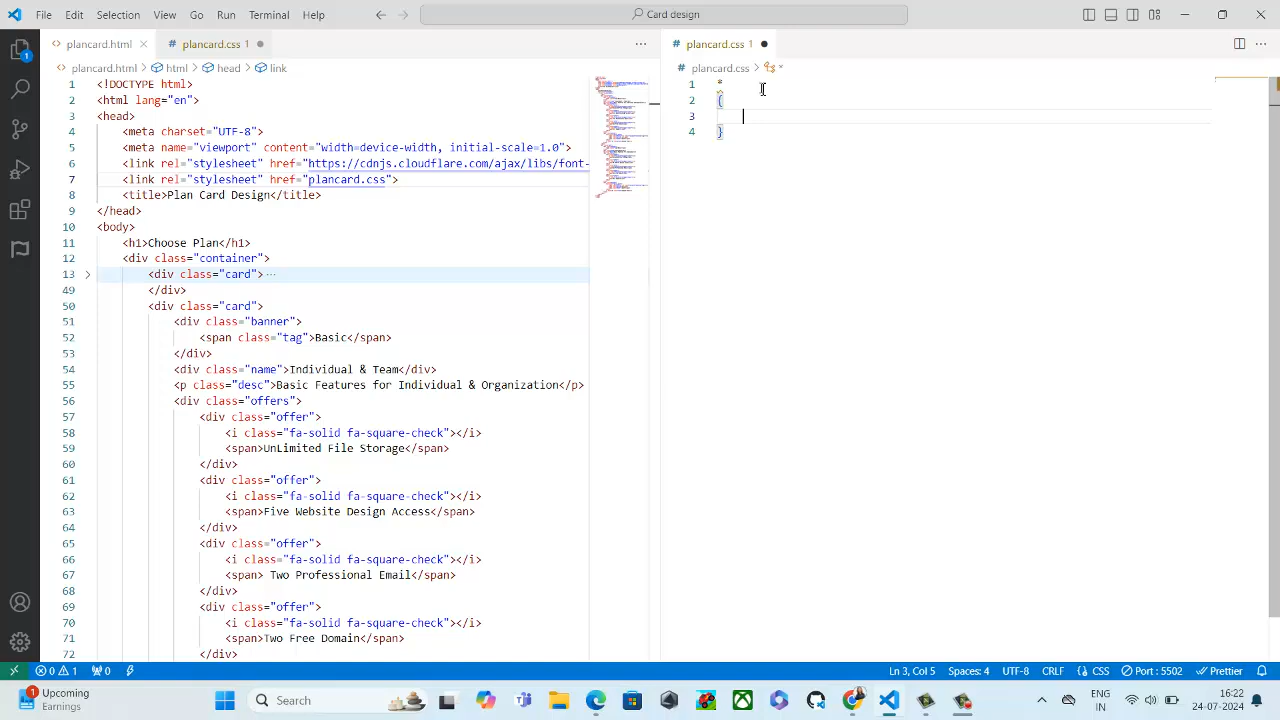 File Edit Selection View Go Run Terminal Help
Card design
plancard.html
plancard.css 1
plancard.html > html > head > link
1 <!DOCTYPE html>
2 <html lang="en">
3 <head>
4 <meta charset="UTF-8">
5 <meta name="viewport" content="width=device-width, initial-scale=1.0">
6 <link rel="stylesheet" href="https://cdnjs.cloudflare.com/ajax/libs/font-
7 <link rel="stylesheet" href="plancard.css">
8 <title>Card Design</title>
9 </head>
10 <body>
11 <h1>Choose Plan</h1>
12 <div class="container">
13 <div class="card">
49 </div>
50 <div class="card">
51 <div class="banner">
52 <span class="tag">Basic</span>
53 </div>
54 <div class="name">Individual & Team</div>
55 <p class="desc">Basic Features for Individual & Organization</p>
56 <div class="offers">
57 <div class="offer">
58 <i class="fa-solid fa-square-check"></i>
59 <span>UnLimited File Storage</span>
60 </div>
61 <div class="offer">
62 <i class="fa-solid fa-square-check"></i>
63 <span>Five Website Design Access</span>
64 </div>
65 <div class="offer">
66 <i class="fa-solid fa-square-check"></i>
67 <span> Two Professional Email</span>
68 </div>
69 <div class="offer">
70 <i class="fa-solid fa-square-check"></i>
71 <span>Two Free Domain</span>
72 </div>
plancard.css 1
plancard.css > *
1 *
2 {
3
4 }
0 1 0
Ln 3, Col 5 Spaces: 4 UTF-8 CRLF {} CSS Port : 5502 Prettier
1 Upcoming
Earnings
Search
ENG
IN
24-07-2024